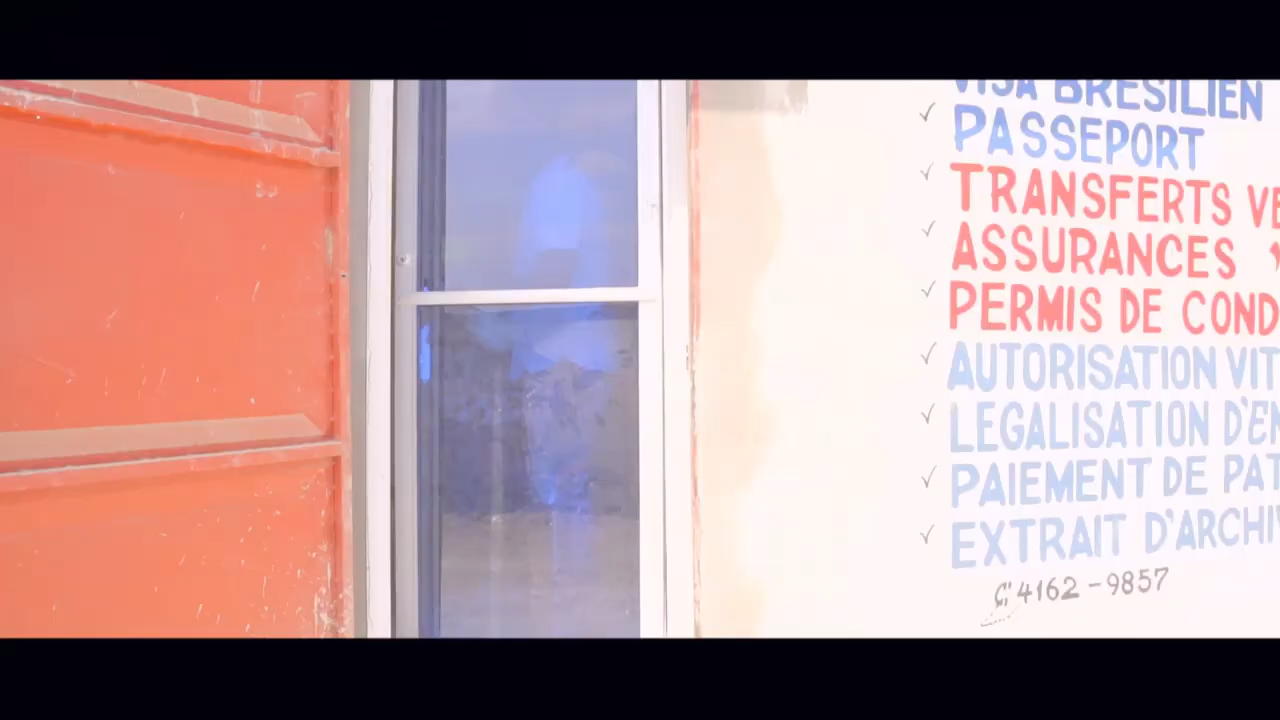 VISA BRESILIEN
✓ PASSEPORT
✓ TRANSFERTS VE
✓ ASSURANCES
✓ PERMIS DE COND
✓ AUTORISATION VIT
✓ LEGALISATION D'EN
✓ PAIEMENT DE PAT
✓ EXTRAIT D'ARCHI
4162-9857